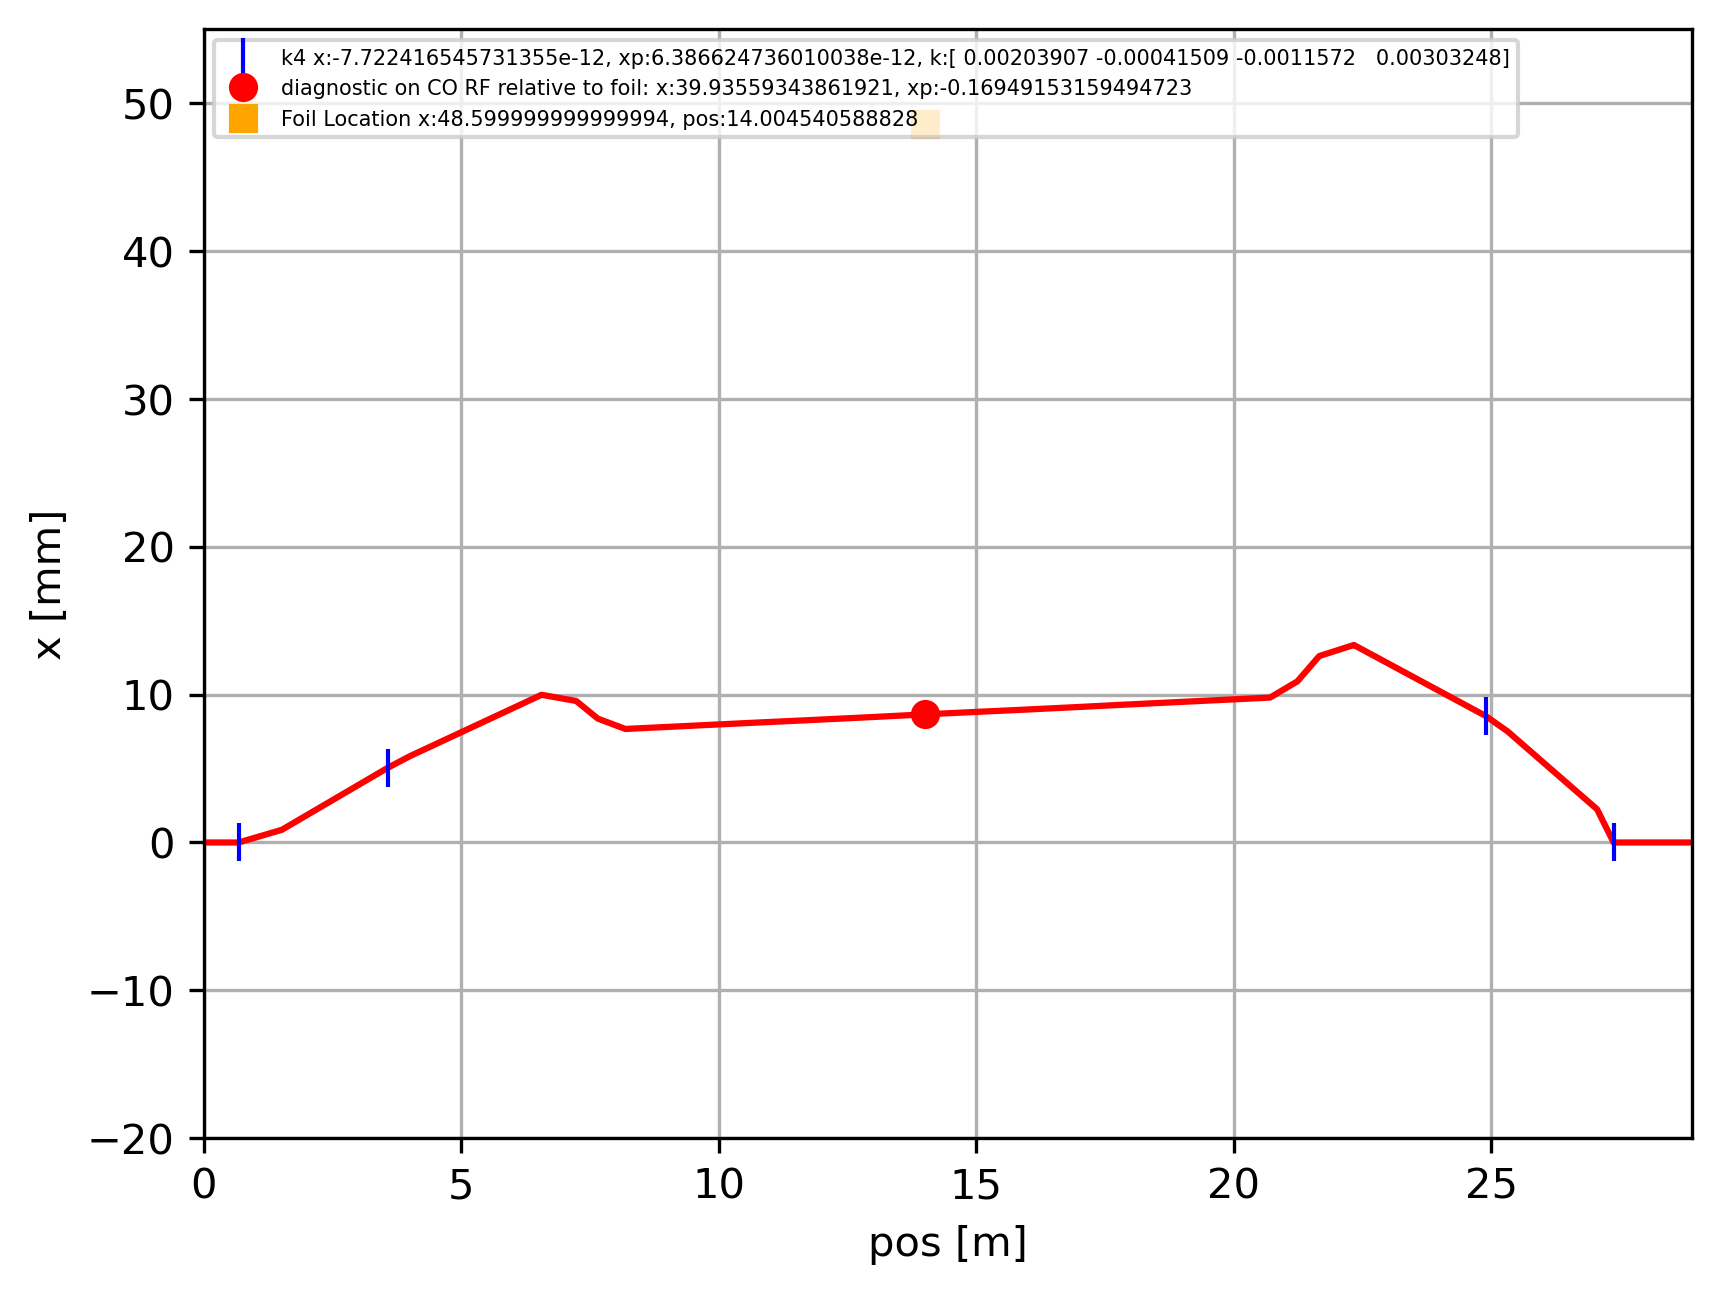 k4 x:-7.722416545731355e-12, xp:6.386624736010038e-12, k:[ 0.00203907 -0.00041509 -0.0011572   0.00303248]
diagnostic on CO RF relative to foil: x:39.93559343861921, xp:-0.16949153159494723
Foil Location x:48.599999999999994, pos:14.004540588828
50
40
30
20
10
0
−10
−20
x [mm]
0 5 10 15 20 25
pos [m]